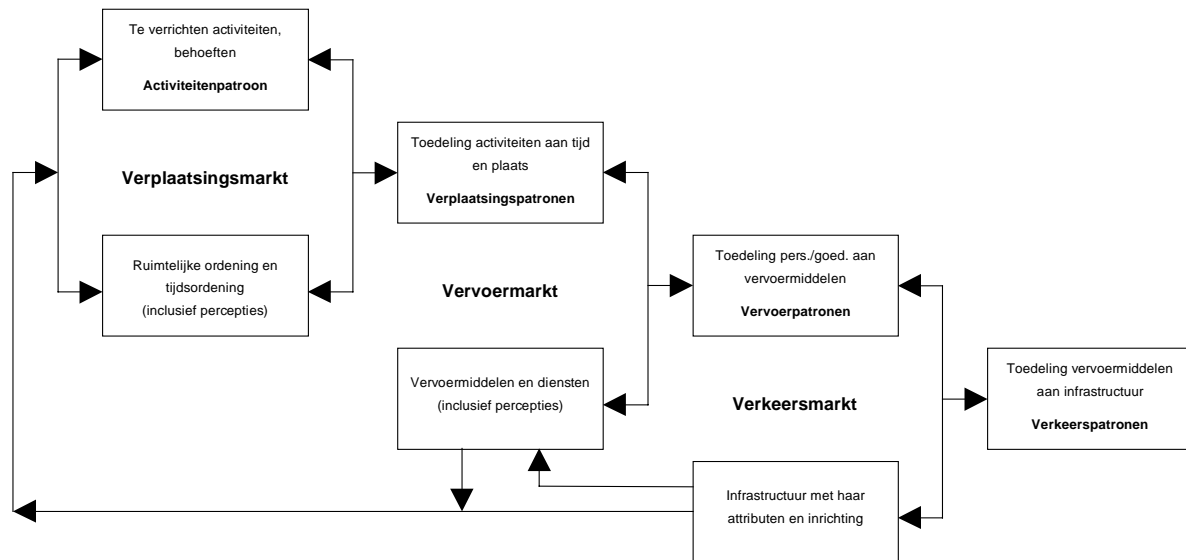 Te verrichten activiteiten,
behoeften
Activiteitenpatroon
Verplaatsingsmarkt
Ruimtelijke ordening en
tijdsordening
(inclusief percepties)
Toedeling activiteiten aan tijd
en plaats
Verplaatsingspatronen
Vervoermarkt
Vervoermiddelen en diensten
(inclusief percepties)
Toedeling pers./goed. aan
vervoermiddelen
Vervoerpatronen
Verkeersmarkt
Infrastructuur met haar
attributen en inrichting
Toedeling vervoermiddelen
aan infrastructuur
Verkeerspatronen